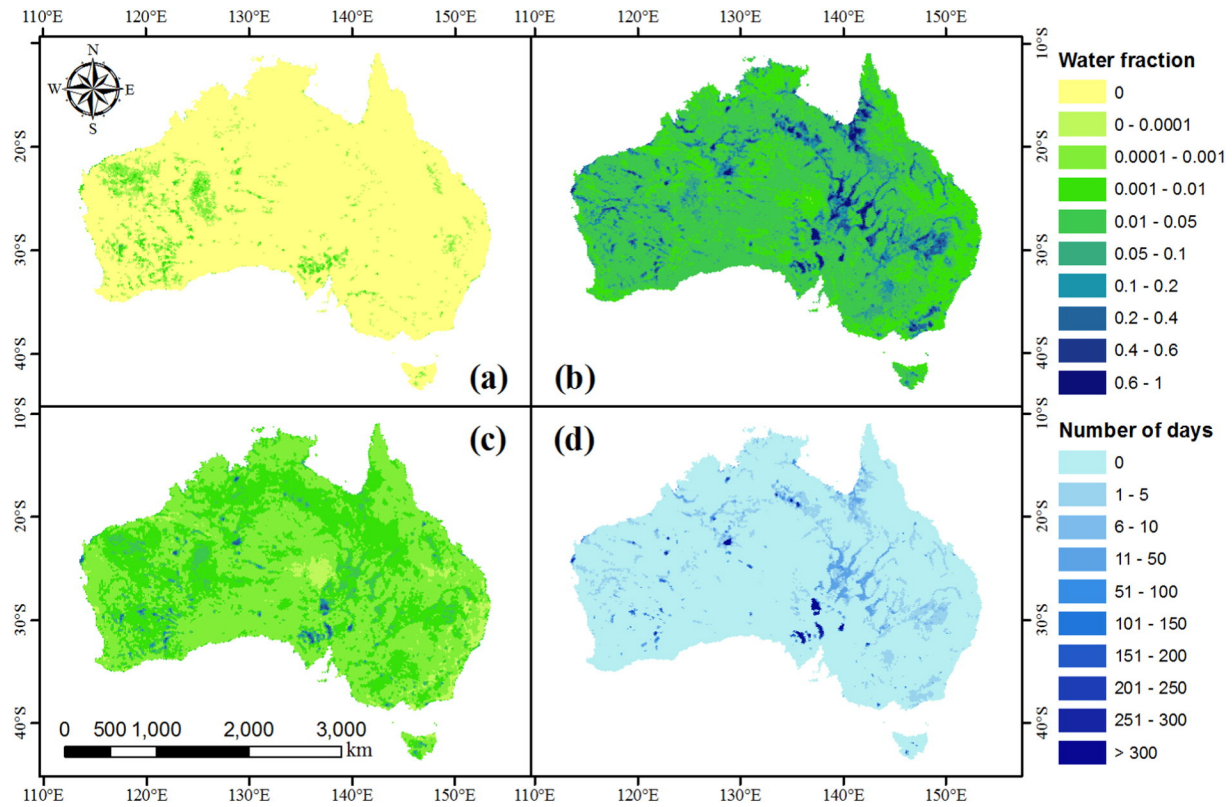 110°E 120°E 130°E 140°E 150°E 110°E 120°E 130°E 140°E 150°E
N
W E
S
20°S
30°S
40°S
(a)
(b)
10°S
20°S
30°S
40°S
Water fraction
0
0 - 0.0001
0.0001 - 0.001
0.001 - 0.01
0.01 - 0.05
0.05 - 0.1
0.1 - 0.2
0.2 - 0.4
0.4 - 0.6
0.6 - 1
10°S
20°S
30°S
40°S
(c)
(d)
0 500 1,000 2,000 3,000
km
10°S
20°S
30°S
40°S
Number of days
0
1 - 5
6 - 10
11 - 50
51 - 100
101 - 150
151 - 200
201 - 250
251 - 300
> 300
110°E 120°E 130°E 140°E 150°E 110°E 120°E 130°E 140°E 150°E